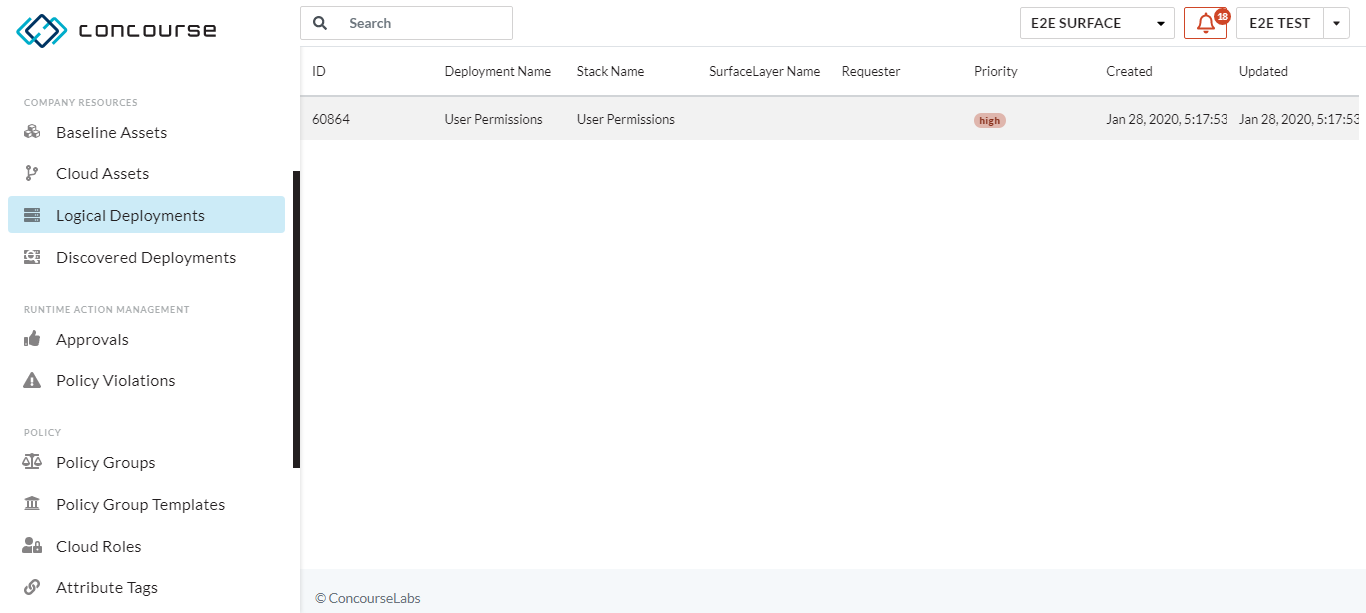 concourse
Search
E2E SURFACE
18
E2E TEST
COMPANY RESOURCES
Baseline Assets
Cloud Assets
Logical Deployments
Discovered Deployments
RUNTIME ACTION MANAGEMENT
Approvals
Policy Violations
POLICY
Policy Groups
Policy Group Templates
Cloud Roles
Attribute Tags
ID Deployment Name Stack Name SurfaceLayer Name Requester Priority Created Updated
60864 User Permissions User Permissions high Jan 28, 2020, 5:17:53 Jan 28, 2020, 5:17:53
© ConcourseLabs